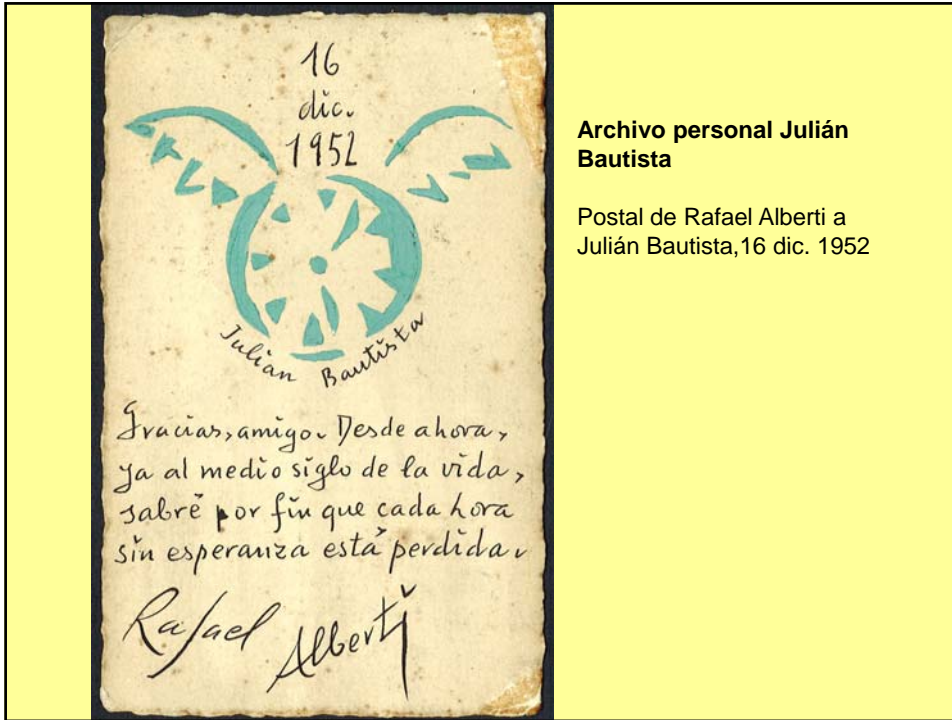 16
dic.
1952
Julian Bautista
Gracias, amigo. Desde ahora,
ya al medio siglo de la vida,
sabré por fin que cada hora
sin esperanza está perdida.
Rafael Alberti
Archivo personal Julián
Bautista
Postal de Rafael Alberti a
Julián Bautista,16 dic. 1952